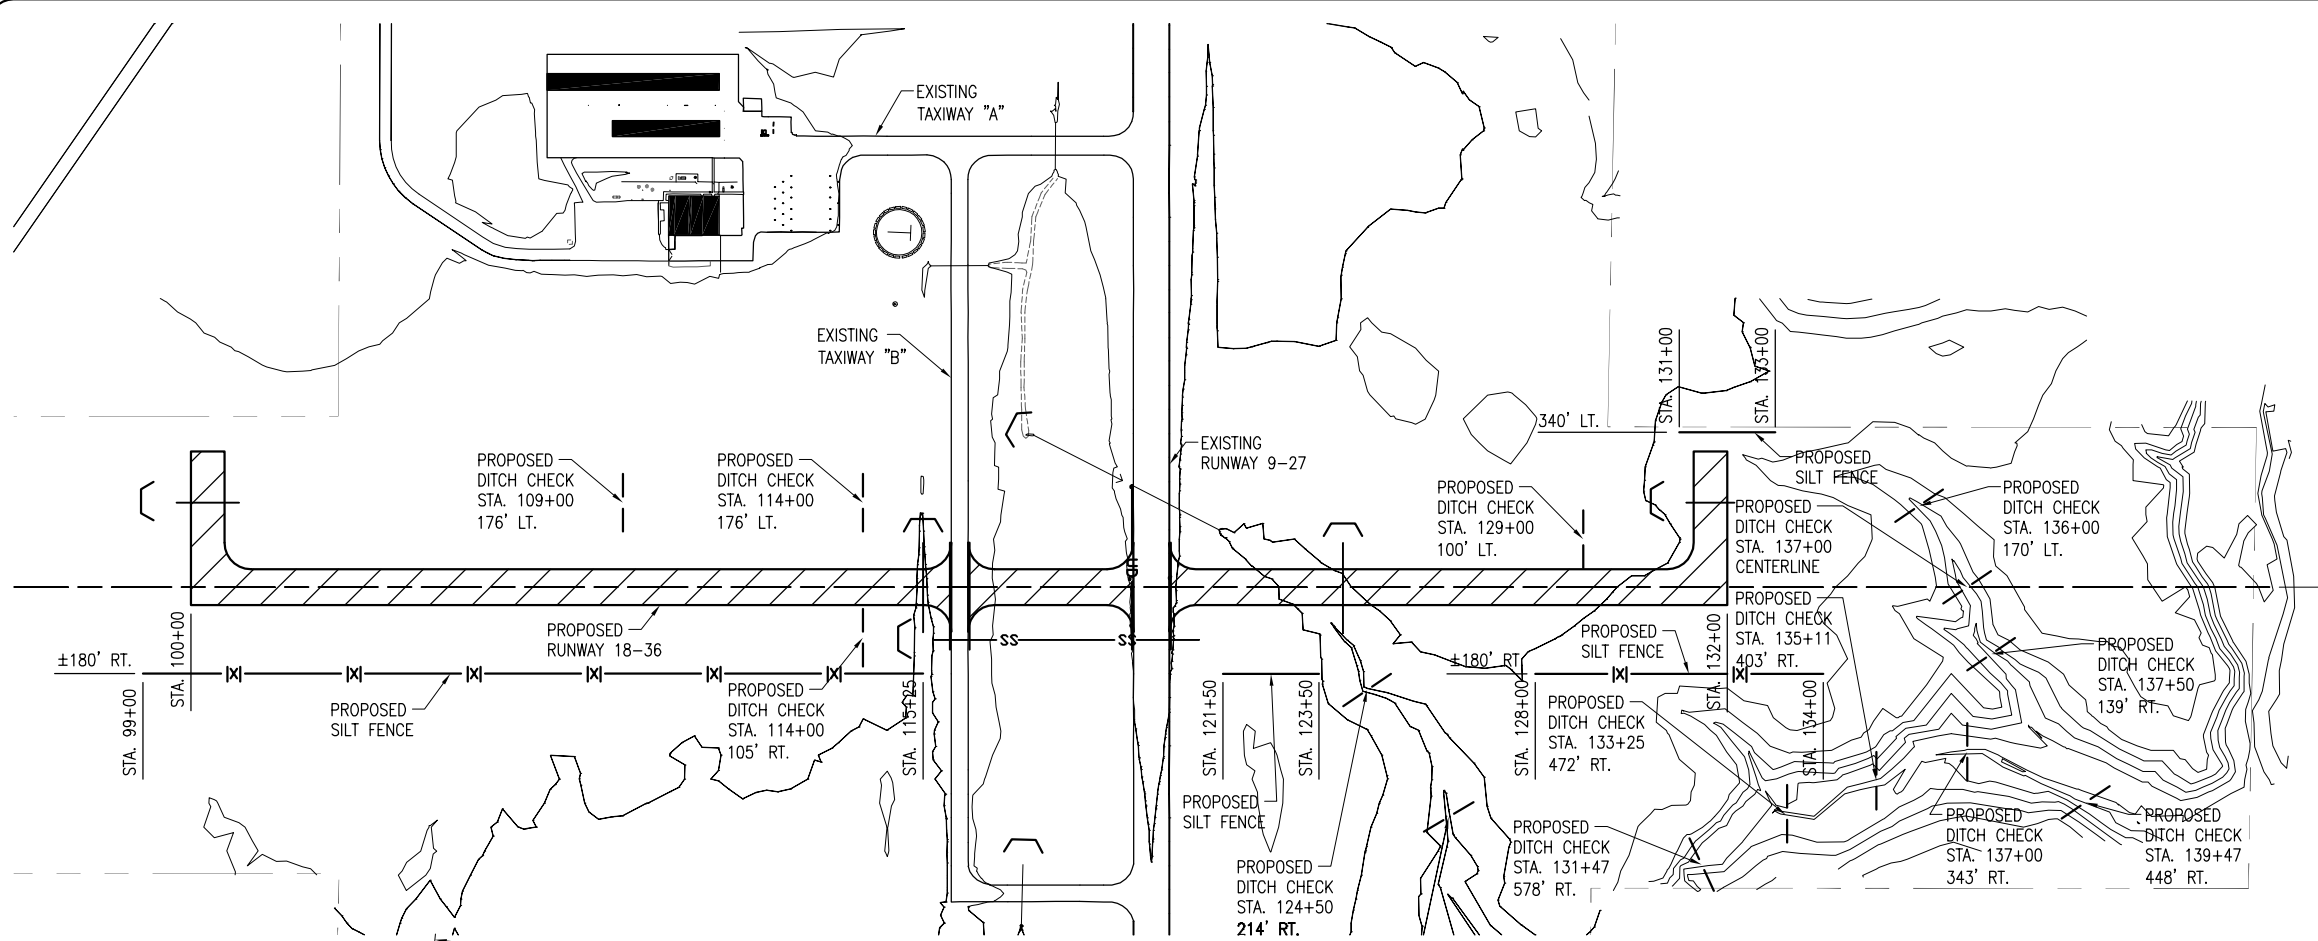 EXISTING
TAXIWAY "A"
EXISTING
TAXIWAY "B"
EXISTING
RUNWAY 9-27
STA. 131+00
STA. 133+00
340' LT.
PROPOSED
SILT FENCE
PROPOSED
DITCH CHECK
STA. 109+00
176' LT.
PROPOSED
DITCH CHECK
STA. 114+00
176' LT.
PROPOSED
DITCH CHECK
STA. 129+00
100' LT.
PROPOSED
DITCH CHECK
STA. 137+00
CENTERLINE
PROPOSED
DITCH CHECK
STA. 136+00
170' LT.
PROPOSED
DITCH CHECK
STA. 135+11
403' RT.
PROPOSED
DITCH CHECK
STA. 137+50
139' RT.
±180' RT.
STA. 99+00
STA. 100+00
PROPOSED
RUNWAY 18-36
PROPOSED
SILT FENCE
PROPOSED
DITCH CHECK
STA. 114+00
105' RT.
STA. 115+25
SS
SS
STA. 121+50
STA. 123+50
PROPOSED
SILT FENCE
PROPOSED
DITCH CHECK
STA. 124+50
214' RT.
±180' RT.
STA. 128+00
PROPOSED
SILT FENCE
STA. 132+00
STA. 134+00
PROPOSED
DITCH CHECK
STA. 133+25
472' RT.
PROPOSED
DITCH CHECK
STA. 131+47
578' RT.
PROPOSED
DITCH CHECK
STA. 137+00
343' RT.
PROPOSED
DITCH CHECK
STA. 139+47
448' RT.